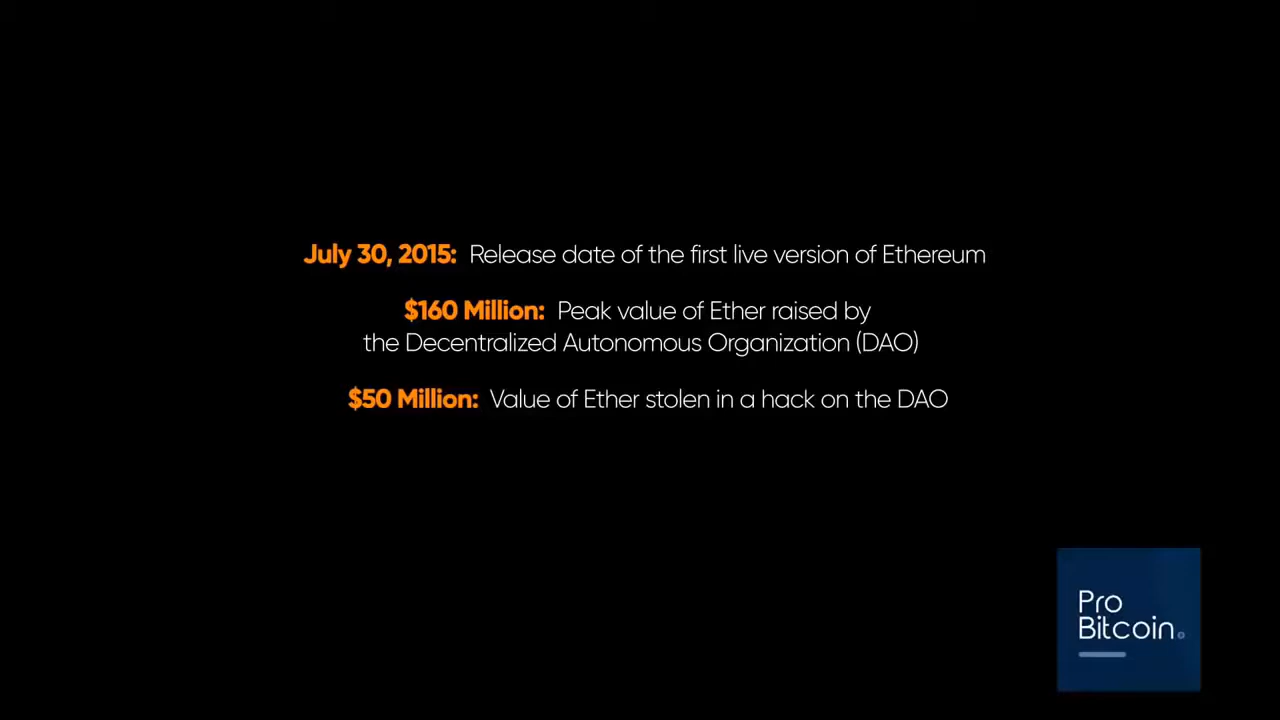 July 30, 2015: Release date of the first live version of Ethereum
$160 Million: Peak value of Ether raised by
the Decentralized Autonomous Organization (DAO)
$50 Million: Value of Ether stolen in a hack on the DAO
Pro
Bitcoin